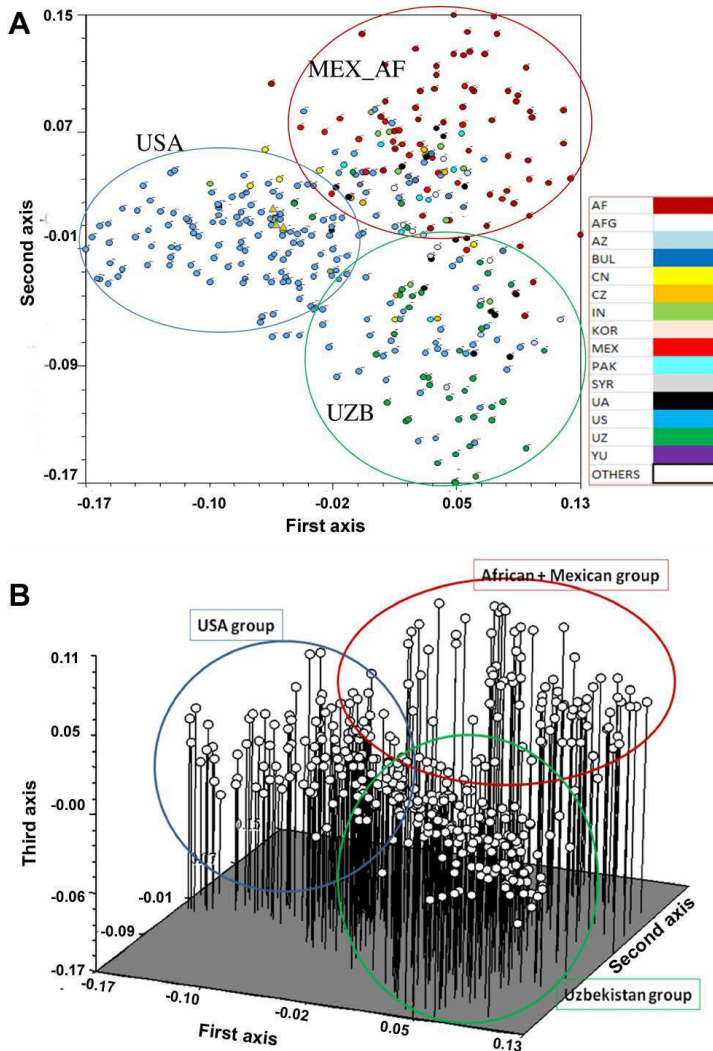 A
0.15
0.07
-0.01
-0.09
-0.17
Second axis
-0.17
-0.10
-0.02
0.05
0.13
First axis
MEX_AF
USA
UZB
AF
AFG
AZ
BUL
CN
CZ
IN
KOR
MEX
PAK
SYR
UA
US
UZ
YU
OTHERS
B
African + Mexican group
USA group
0.11
0.05
-0.00
-0.06
-0.17
Third axis
0.15
-0.01
-0.09
-0.17
-0.10
-0.02
0.05
0.13
First axis
Second axis
Uzbekistan group